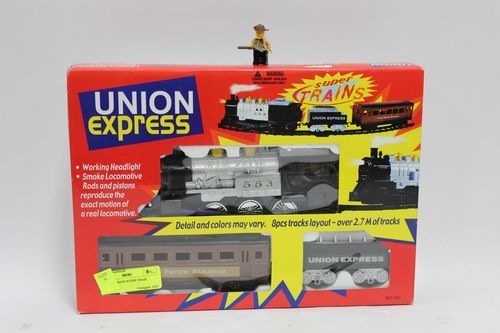 WARNING
super
TRAINS
UNION
express
UNION EXPRESS
• Working Headlight
• Smoke Locomotive
Rods and pistons
reproduce the
exact motion of
a real locomotive.
553
Detail and colors may vary. 8pcs tracks layout - over 2.7 M of tracks
PACIFIC RAILROAD
UNION EXPRESS
LOT